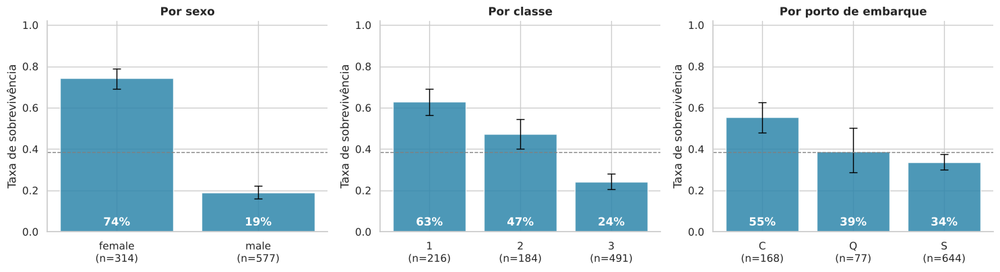 Por sexo
Taxa de sobrevivência
1.0
0.8
0.6
0.4
0.2
0.0
74%
19%
female
(n=314)
male
(n=577)
Por classe
Taxa de sobrevivência
1.0
0.8
0.6
0.4
0.2
0.0
63%
47%
24%
1
(n=216)
2
(n=184)
3
(n=491)
Por porto de embarque
Taxa de sobrevivência
1.0
0.8
0.6
0.4
0.2
0.0
55%
39%
34%
C
(n=168)
Q
(n=77)
S
(n=644)